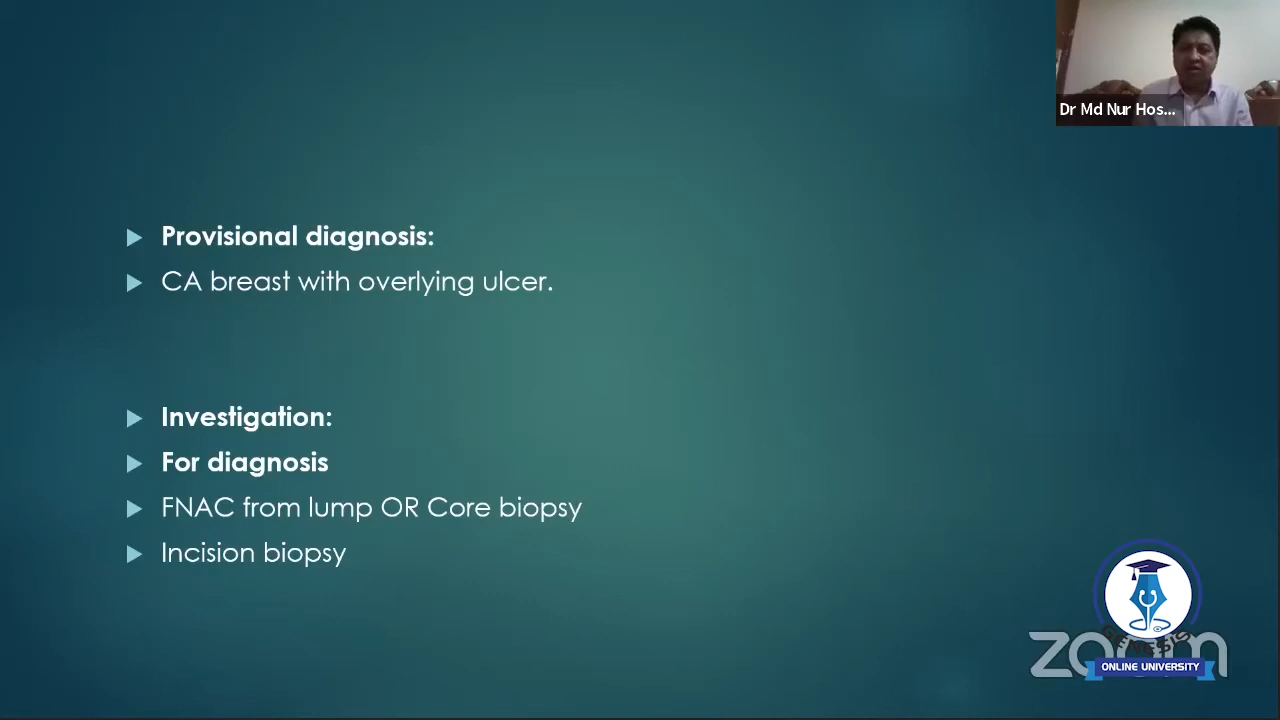 Dr Md Nur Hos...
Provisional diagnosis:
CA breast with overlying ulcer.
Investigation:
For diagnosis
FNAC from lump OR Core biopsy
Incision biopsy
GENESIS
zoom
ONLINE UNIVERSITY